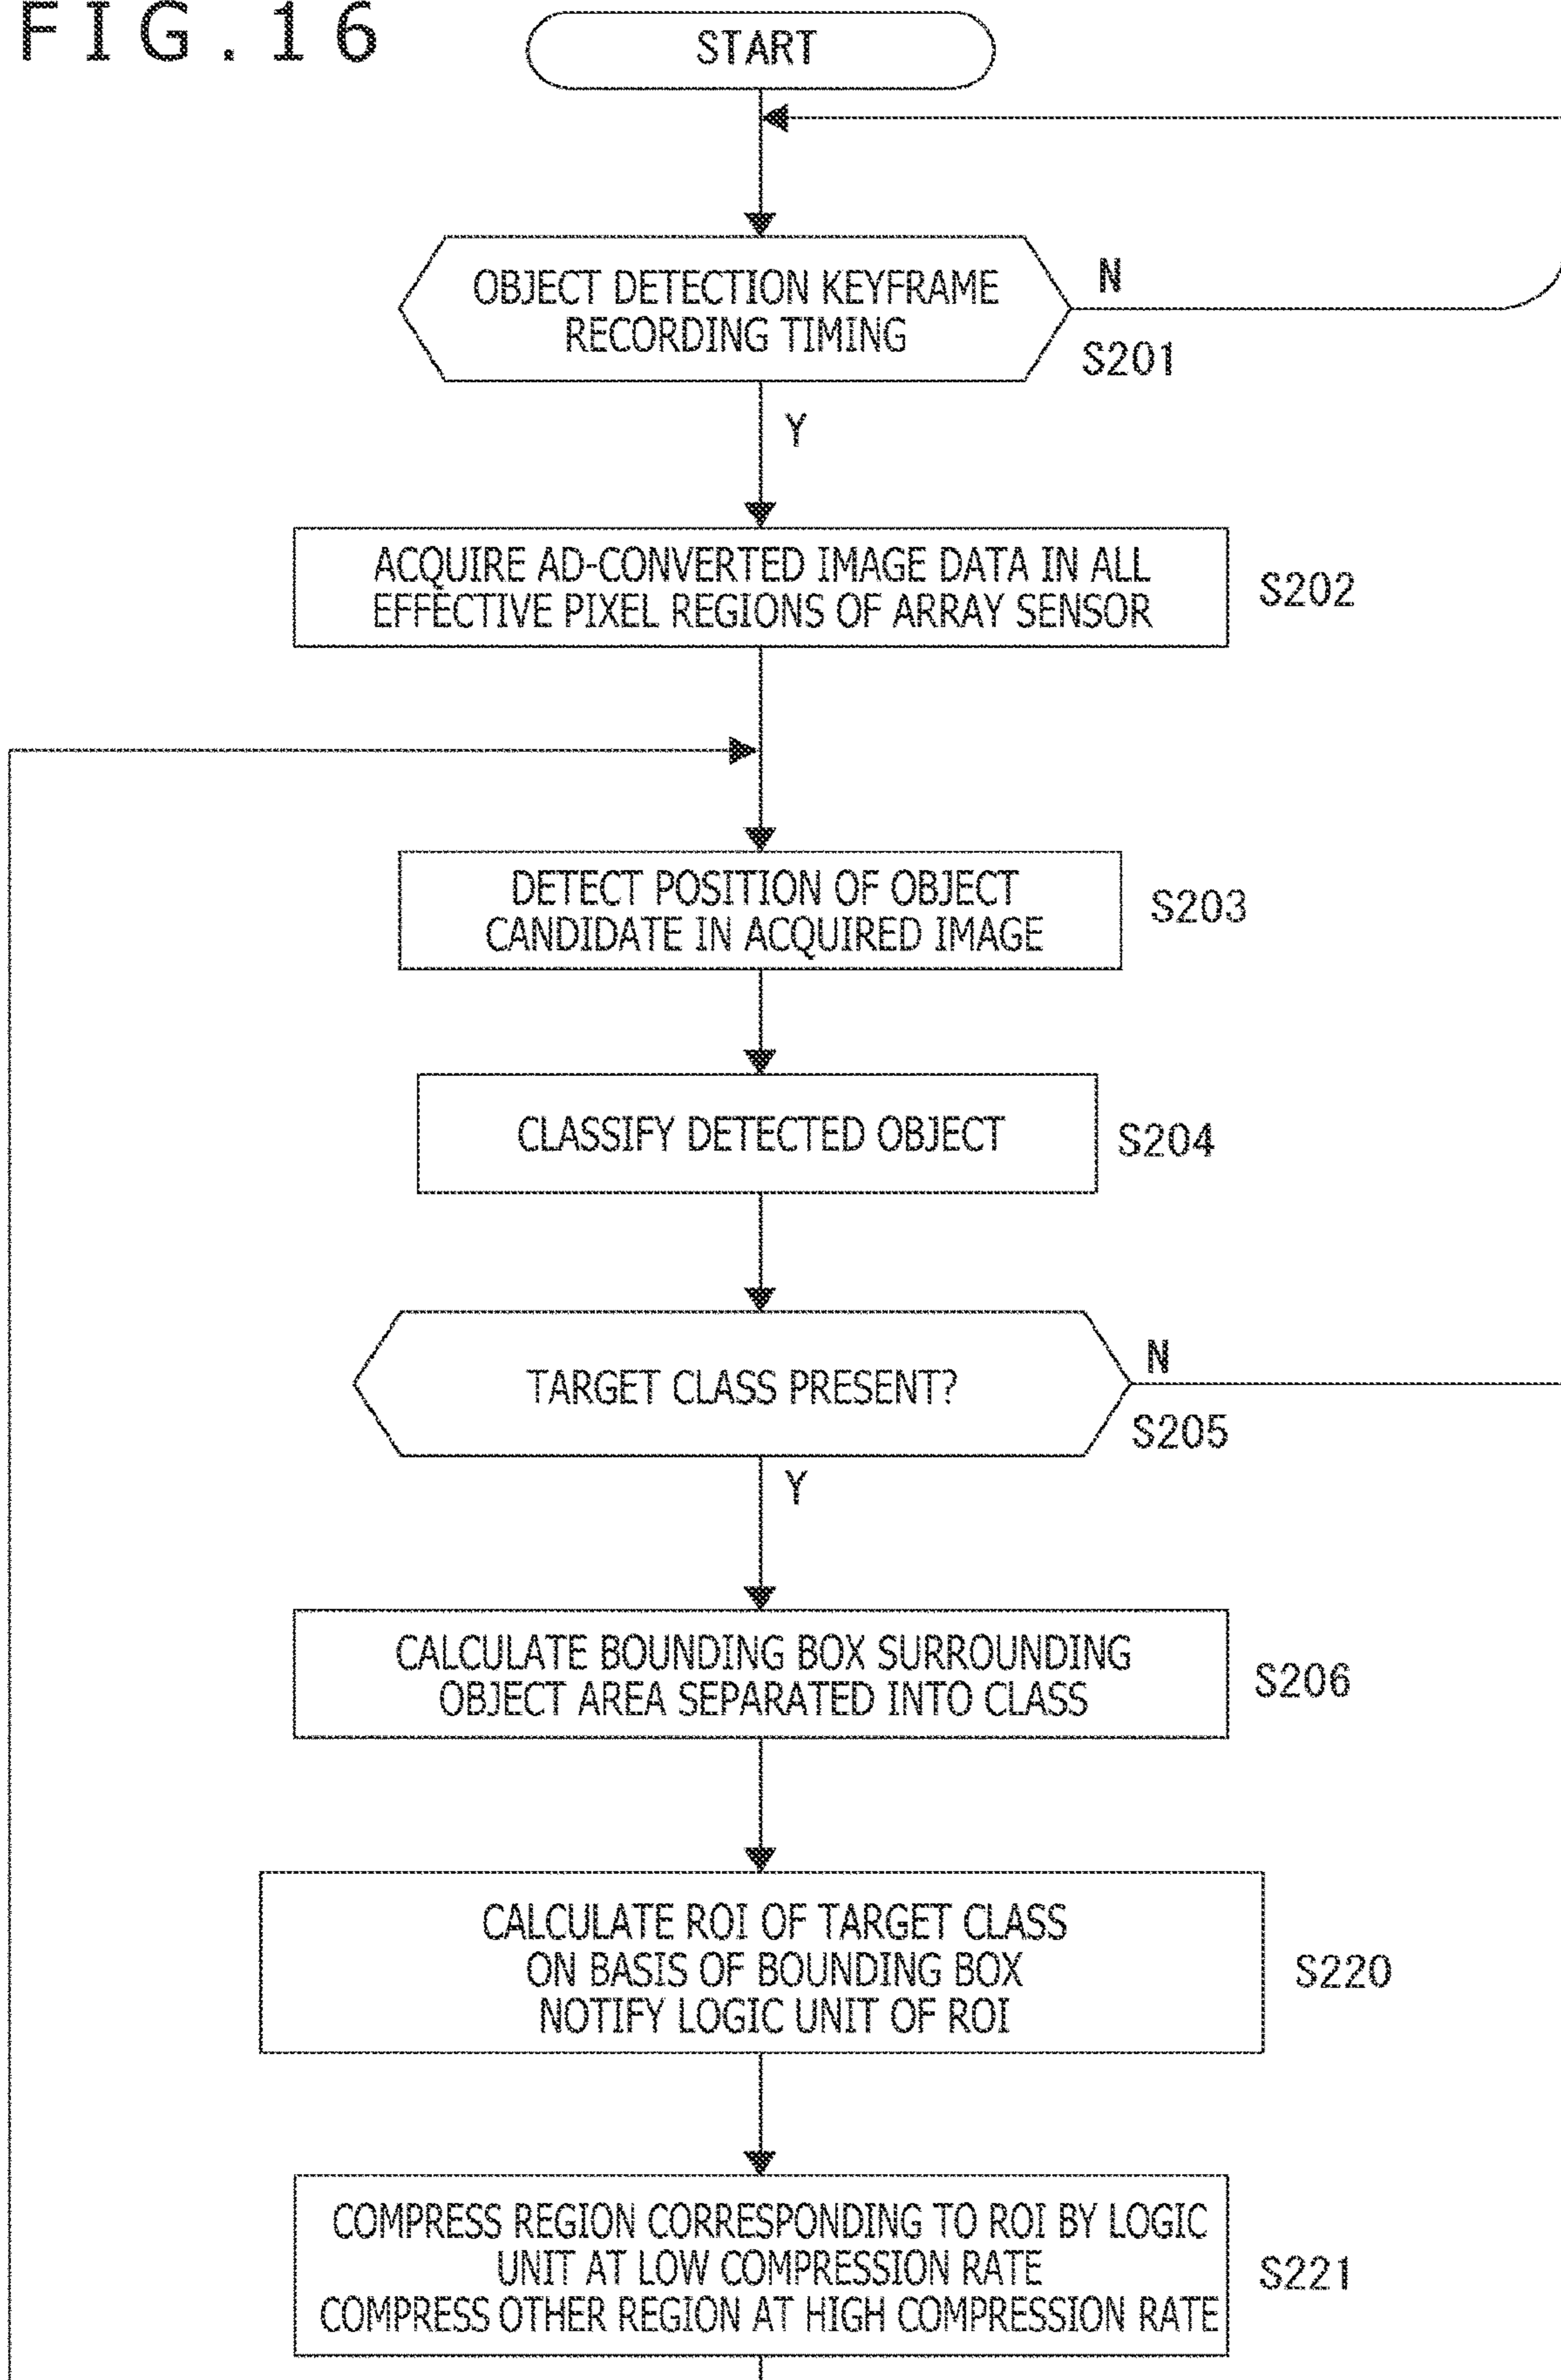 FIG.16
START
OBJECT DETECTION KEYFRAME
RECORDING TIMING
N
S201
Y
ACQUIRE AD-CONVERTED IMAGE DATA IN ALL
EFFECTIVE PIXEL REGIONS OF ARRAY SENSOR
S202
DETECT POSITION OF OBJECT
CANDIDATE IN ACQUIRED IMAGE
S203
CLASSIFY DETECTED OBJECT
S204
TARGET CLASS PRESENT?
N
S205
Y
CALCULATE BOUNDING BOX SURROUNDING
OBJECT AREA SEPARATED INTO CLASS
S206
CALCULATE ROI OF TARGET CLASS
ON BASIS OF BOUNDING BOX
NOTIFY LOGIC UNIT OF ROI
S220
COMPRESS REGION CORRESPONDING TO ROI BY LOGIC
UNIT AT LOW COMPRESSION RATE
COMPRESS OTHER REGION AT HIGH COMPRESSION RATE
S221